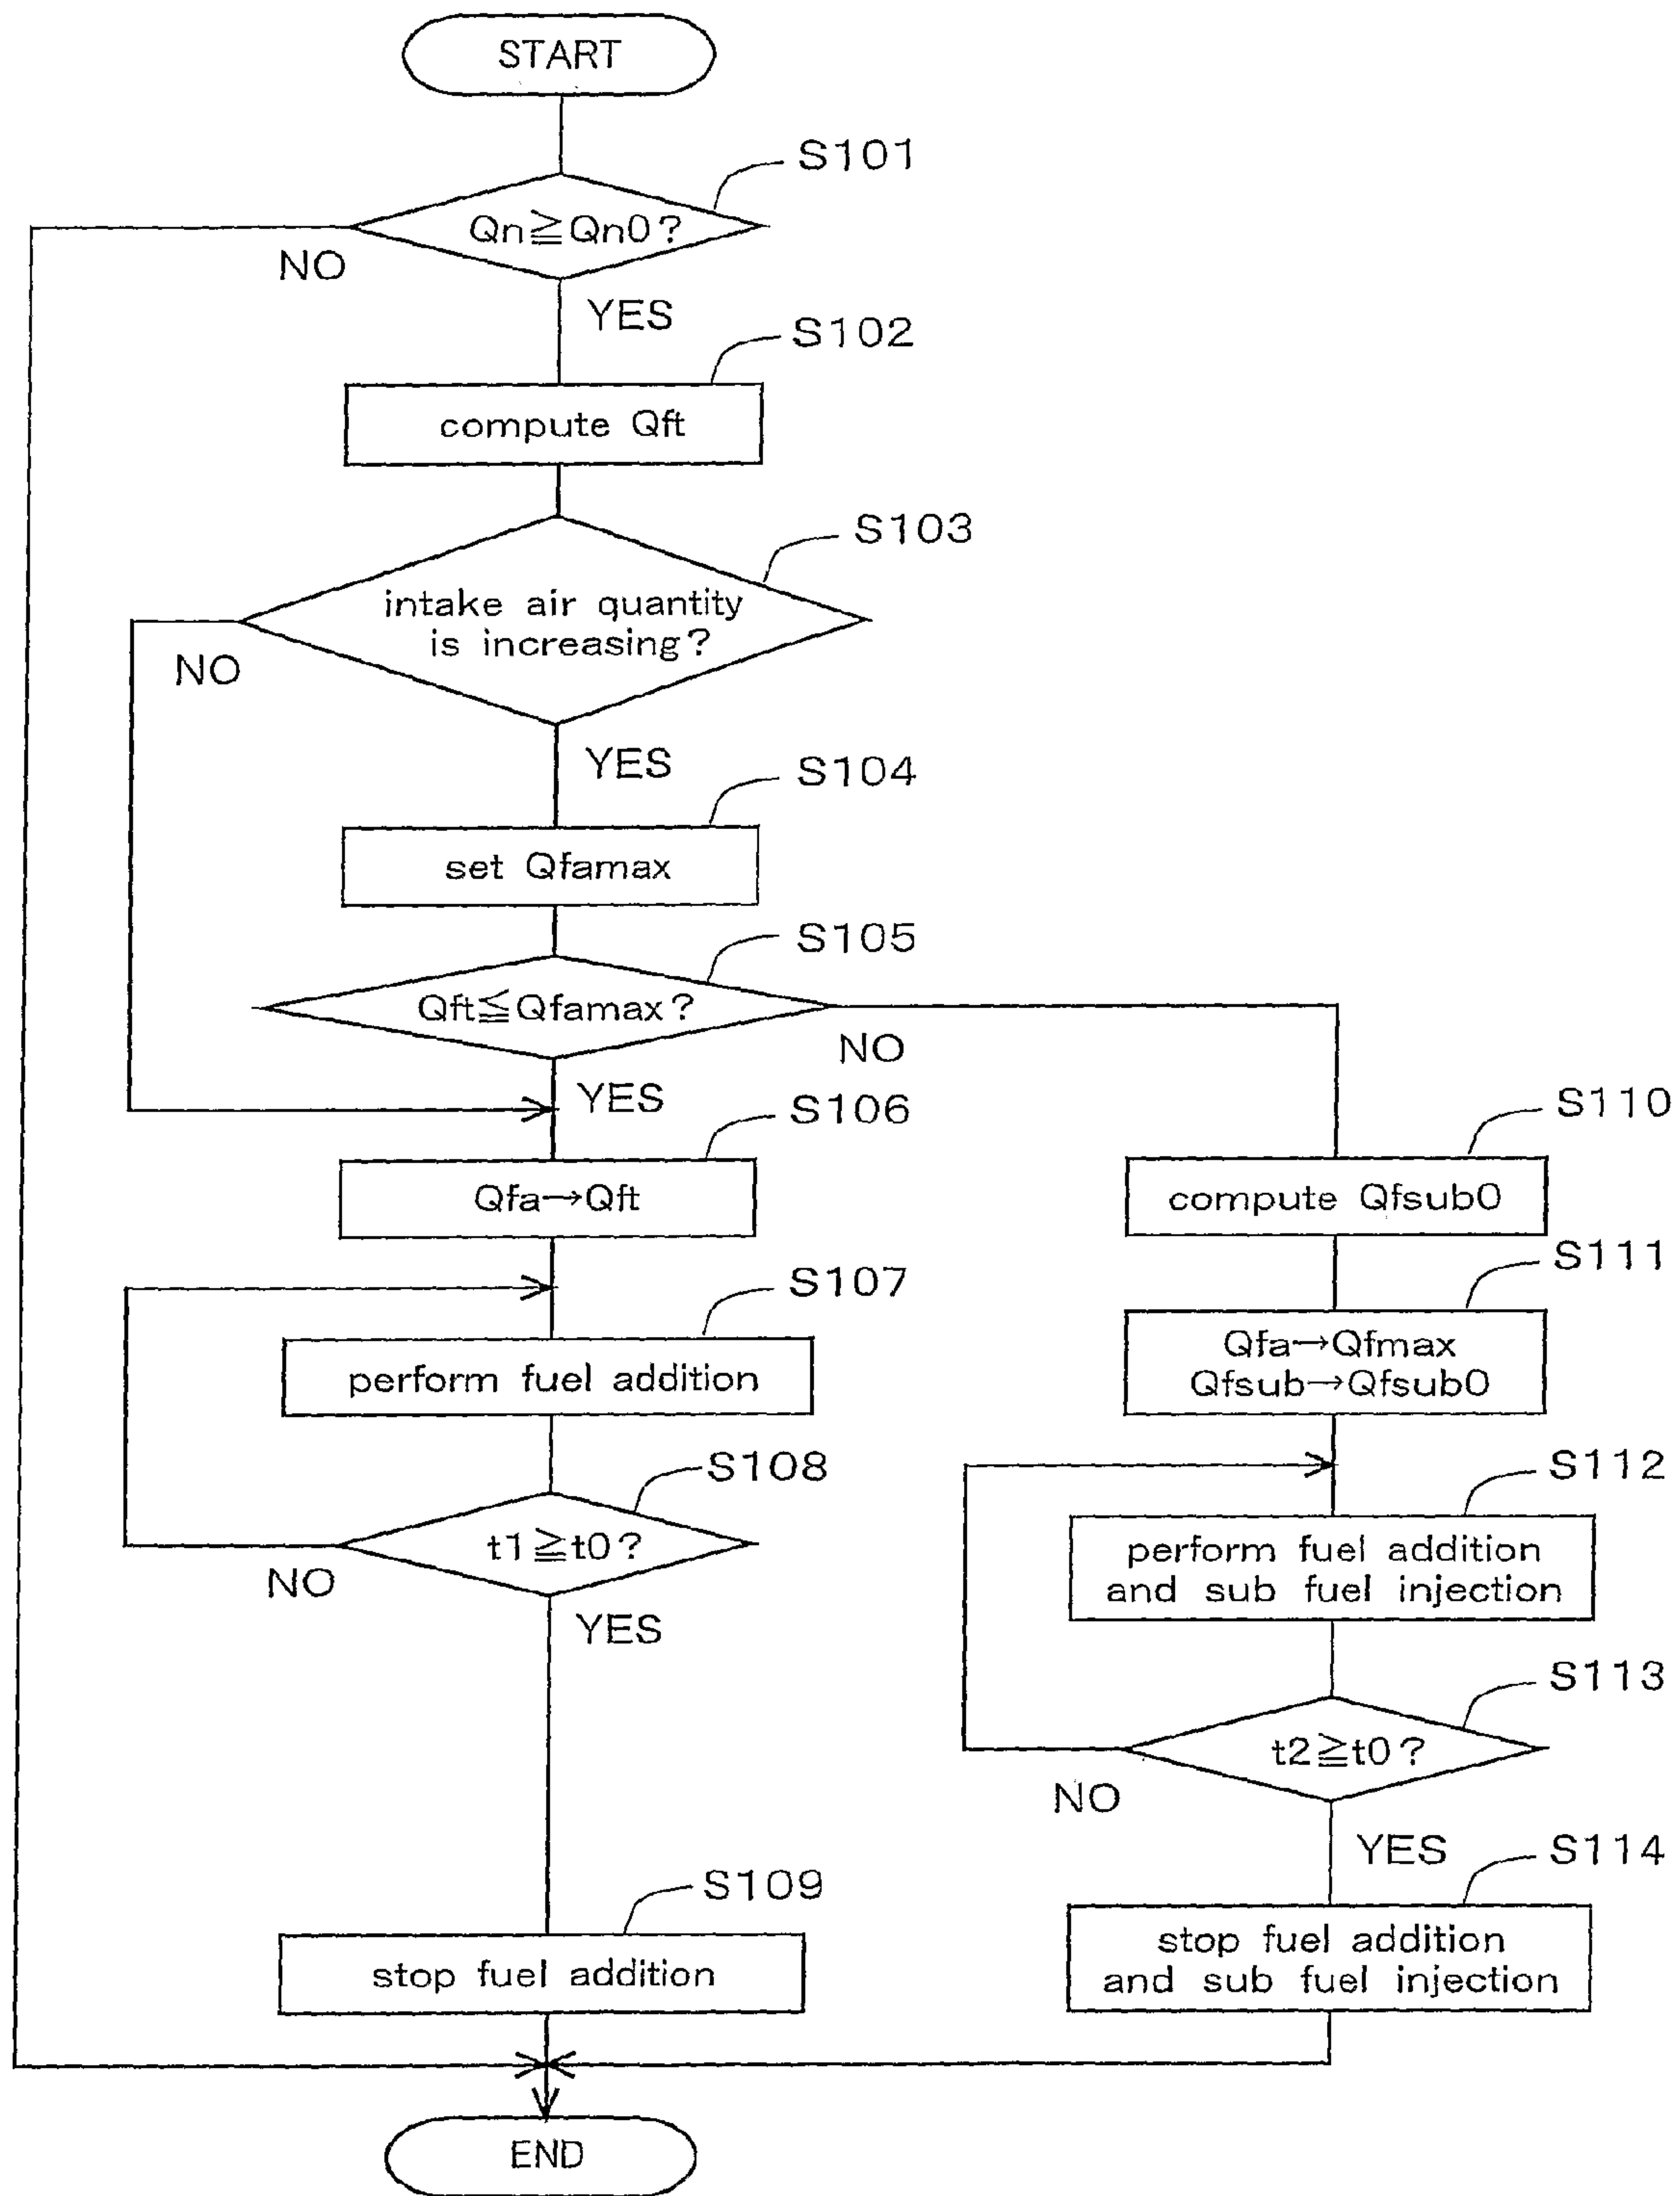 START
S101
Qn≧Qn0?
NO
YES
S102
compute Qft
S103
intake air quantity
is increasing?
NO
YES
S104
set Qfamax
S105
Qft≦Qfamax?
NO
YES
S106
Qfa→Qft
S107
perform fuel addition
S108
t1≧t0?
NO
YES
S109
stop fuel addition
S110
compute Qfsub0
S111
Qfa→Qfmax
Qfsub→Qfsub0
S112
perform fuel addition
and sub fuel injection
S113
t2≧t0?
NO
YES
S114
stop fuel addition
and sub fuel injection
END